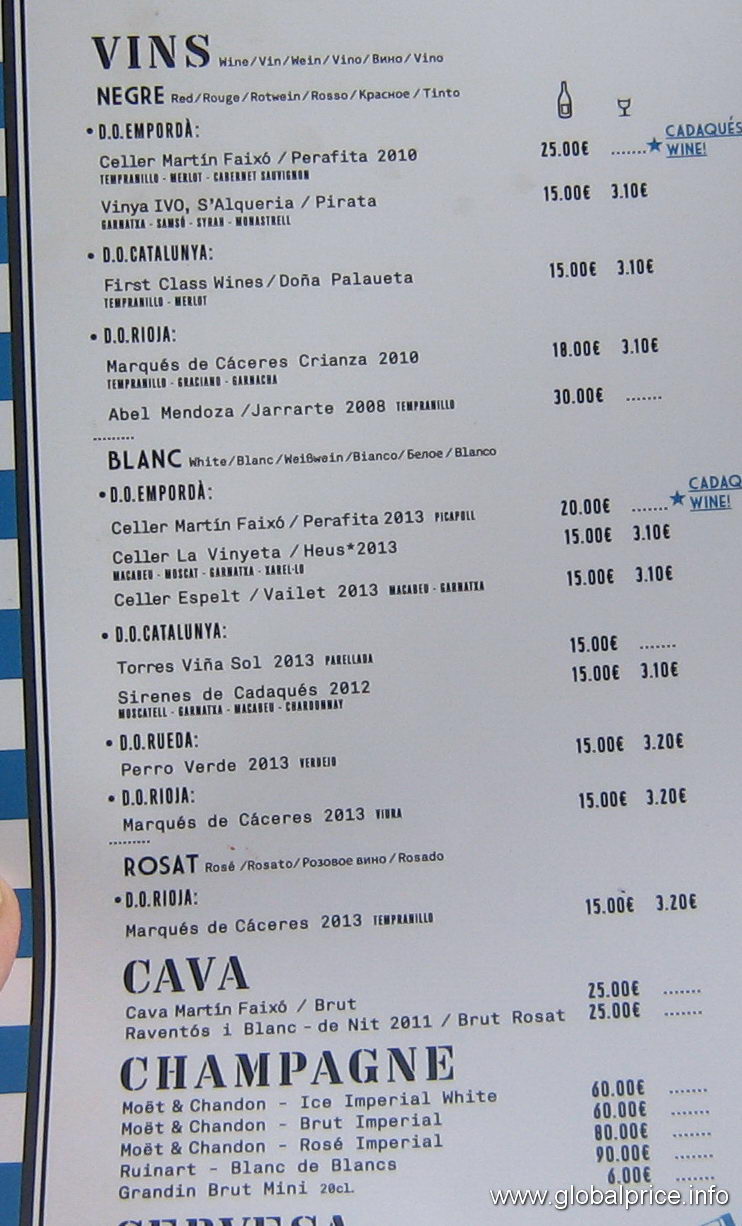 VINS Wine/Vin/Wein/Vino/Вино/Vino
NEGRE Red/Rouge/Rotwein/Rosso/Красное/Tinto
• D.O.EMPORDÀ:
Celler Martín Faixó / Perafita 2010 25.00€ ....... ★ CADAQUÉS WINE!
TEMPRANILLO - MERLOT - CABERNET SAUVIGNON
Vinya IVO, S'Alqueria / Pirata 15.00€ 3.10€
GARNATXA - SAMSÓ - SYRAH - MONASTRELL
• D.O.CATALUNYA:
First Class Wines / Doña Palaueta 15.00€ 3.10€
TEMPRANILLO - MERLOT
• D.O.RIOJA:
Marqués de Cáceres Crianza 2010 18.00€ 3.10€
TEMPRANILLO - GRACIANO - GARNACHA
Abel Mendoza /Jarrarte 2008 TEMPRANILLO 30.00€ .......
BLANC White/Blanc/Weißwein/Bianco/Белое/Blanco
• D.O.EMPORDÀ:
Celler Martín Faixó / Perafita 2013 PICAPOLL 20.00€ ....... ★ CADAQ WINE!
Celler La Vinyeta / Heus*2013 15.00€ 3.10€
MACABEU - MOSCAT - GARNATXA - XAREL·LO
Celler Espelt / Vailet 2013 MACABEU - GARNATXA 15.00€ 3.10€
• D.O.CATALUNYA:
Torres Viña Sol 2013 PARELLADA 15.00€ .......
Sirenes de Cadaqués 2012 15.00€ 3.10€
MOSCATELL - GARNATXA - MACABEU - CHARDONNAY
• D.O.RUEDA:
Perro Verde 2013 VERDEJO 15.00€ 3.20€
• D.O.RIOJA:
Marqués de Cáceres 2013 VIURA 15.00€ 3.20€
ROSAT Rosé /Rosato/Розовое вино/Rosado
• D.O.RIOJA:
Marqués de Cáceres 2013 TEMPRANILLO 15.00€ 3.20€
CAVA
Cava Martín Faixó / Brut 25.00€ .......
Raventós i Blanc - de Nit 2011 / Brut Rosat 25.00€ .......
CHAMPAGNE
Moët & Chandon - Ice Imperial White 60.00€ .......
Moët & Chandon - Brut Imperial 60.00€ .......
Moët & Chandon - Rosé Imperial 80.00€ .......
Ruinart - Blanc de Blancs 90.00€ .......
Grandin Brut Mini 20cl. 6.00€ .......
CERVESA
www.globalprice.info